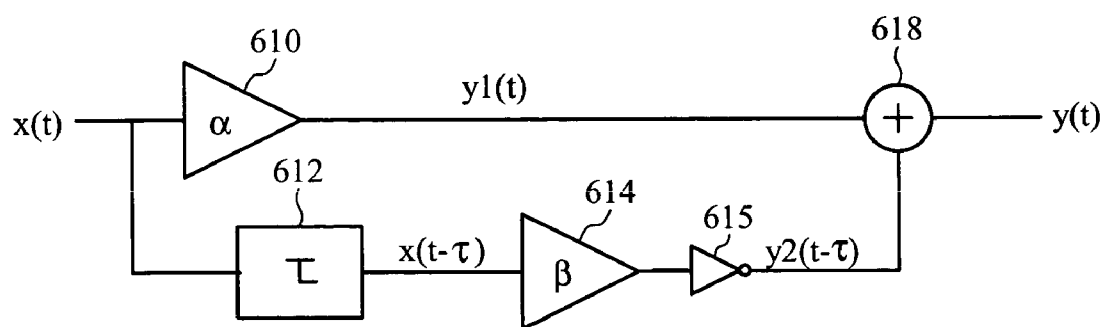 610
618
x(t)
α
y1(t)
+
y(t)
612
614
615
τ
x(t-τ)
β
y2(t-τ)